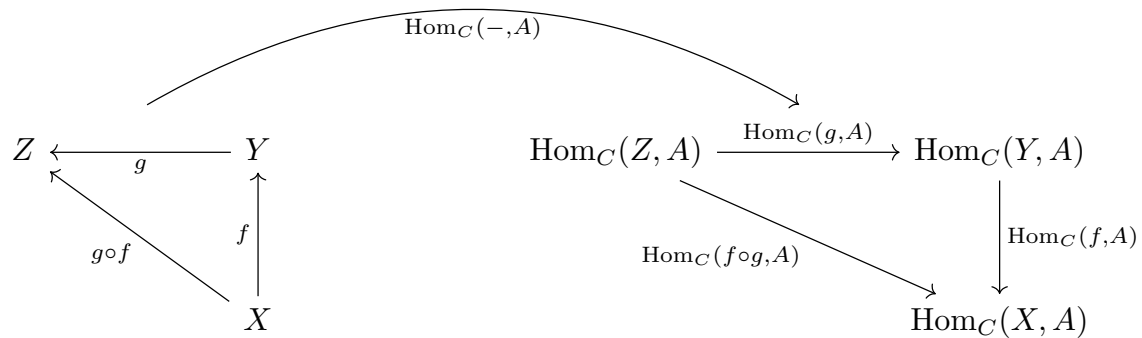 Hom_C(−,A)
Z g Y Hom_C(Z, A) Hom_C(g,A) Hom_C(Y, A)
g∘f f Hom_C(f∘g,A) Hom_C(f,A)
X Hom_C(X, A)